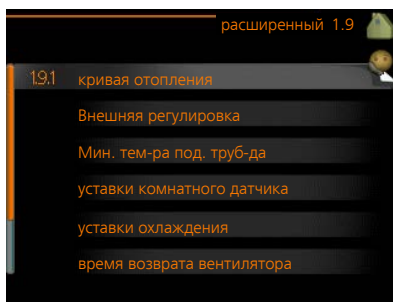 расширенный 1.9
1.9.1 кривая отопления
Внешняя регулировка
Мин. тем-ра под. труб-да
уставки комнатного датчика
уставки охлаждения
время возврата вентилятора